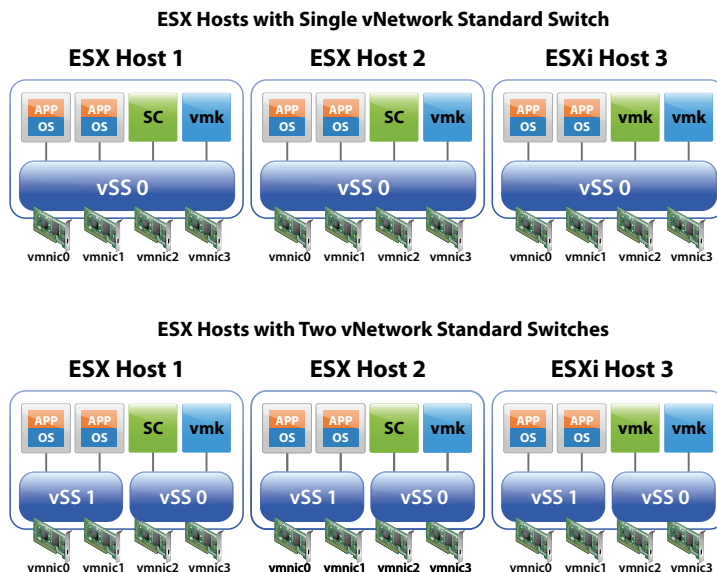 ESX Hosts with Single vNetwork Standard Switch
ESX Host 1 ESX Host 2 ESXi Host 3
APP APP SC vmk APP APP SC vmk APP APP vmk vmk
OS OS OS OS OS OS
vSS 0 vSS 0 vSS 0
vmnic0 vmnic1 vmnic2 vmnic3 vmnic0 vmnic1 vmnic2 vmnic3 vmnic0 vmnic1 vmnic2 vmnic3
ESX Hosts with Two vNetwork Standard Switches
ESX Host 1 ESX Host 2 ESXi Host 3
APP APP SC vmk APP APP SC vmk APP APP vmk vmk
OS OS OS OS OS OS
vSS 1 vSS 0 vSS 1 vSS 0 vSS 1 vSS 0
vmnic0 vmnic1 vmnic2 vmnic3 vmnic0 vmnic1 vmnic2 vmnic3 vmnic0 vmnic1 vmnic2 vmnic3